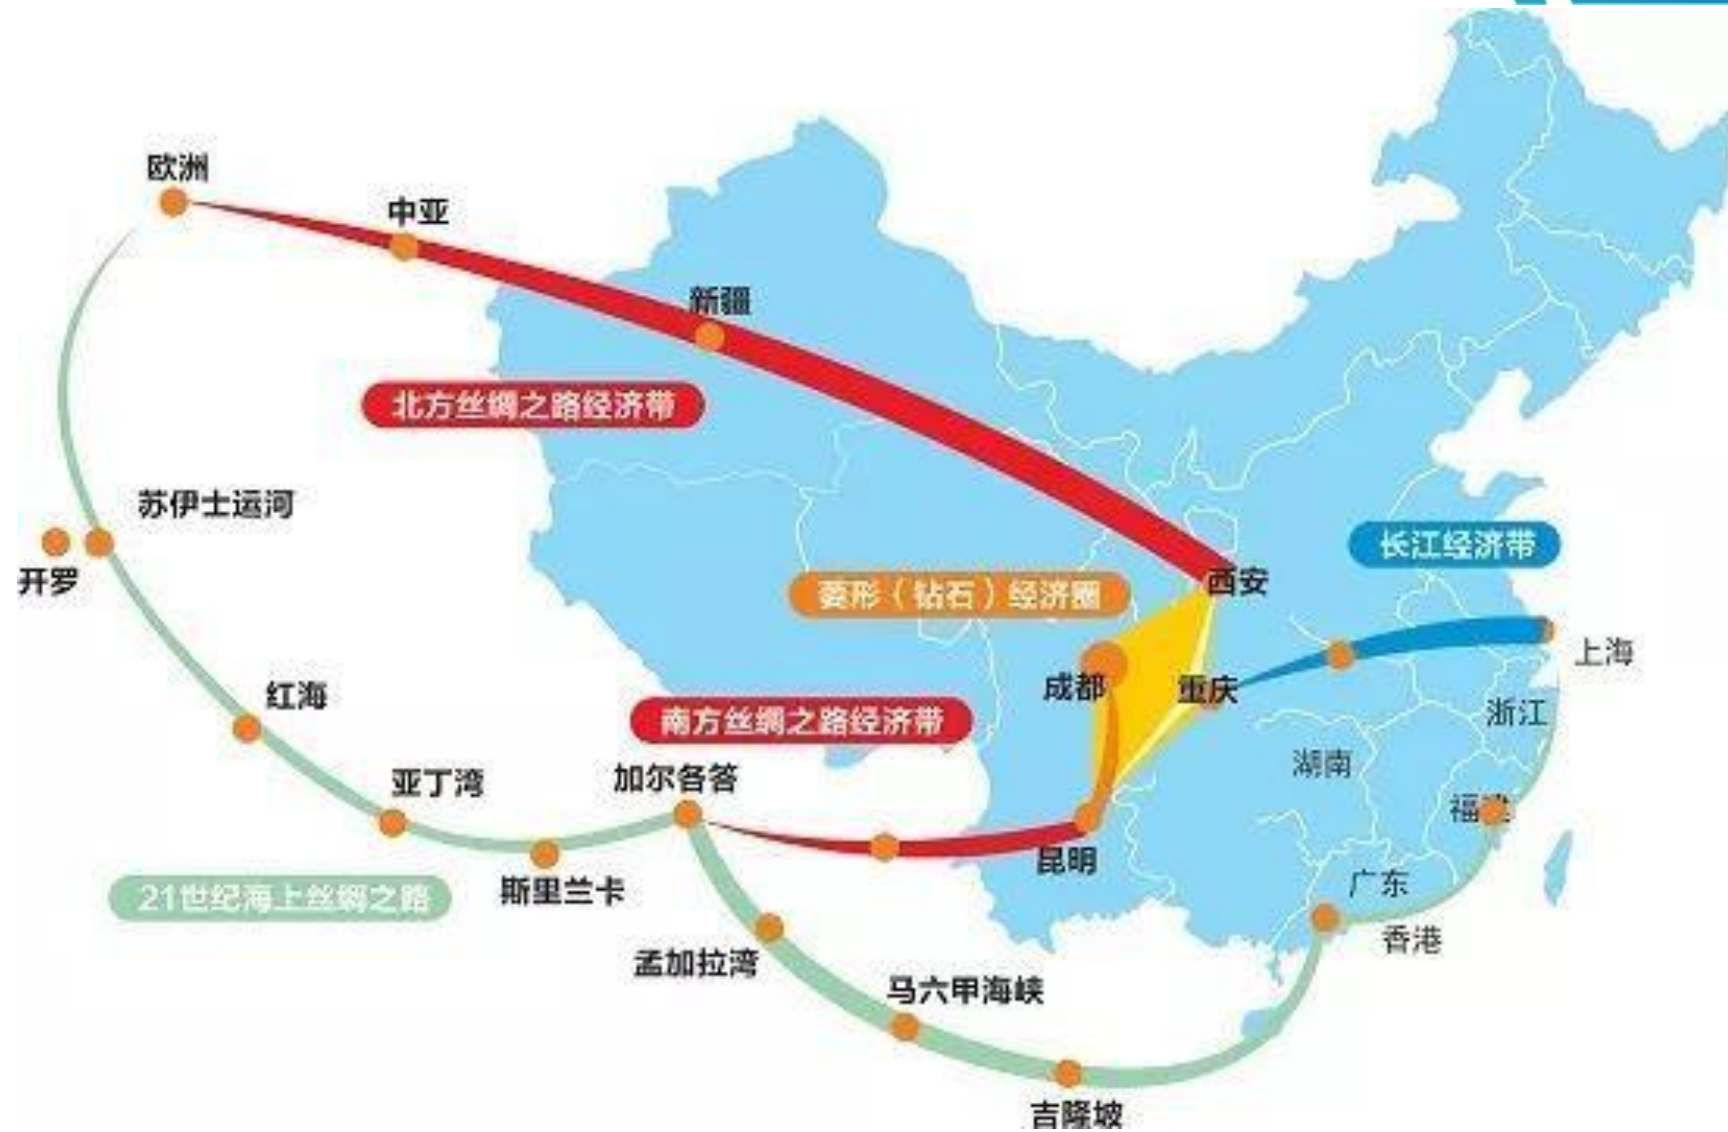 欧洲
中亚
新疆
北方丝绸之路经济带
苏伊士运河
开罗
长江经济带
菱形（钻石）经济圈
西安
上海
成都
重庆
红海
南方丝绸之路经济带
浙江
湖南
亚丁湾
加尔各答
福建
昆明
斯里兰卡
21世纪海上丝绸之路
广东
香港
孟加拉湾
马六甲海峡
吉隆坡